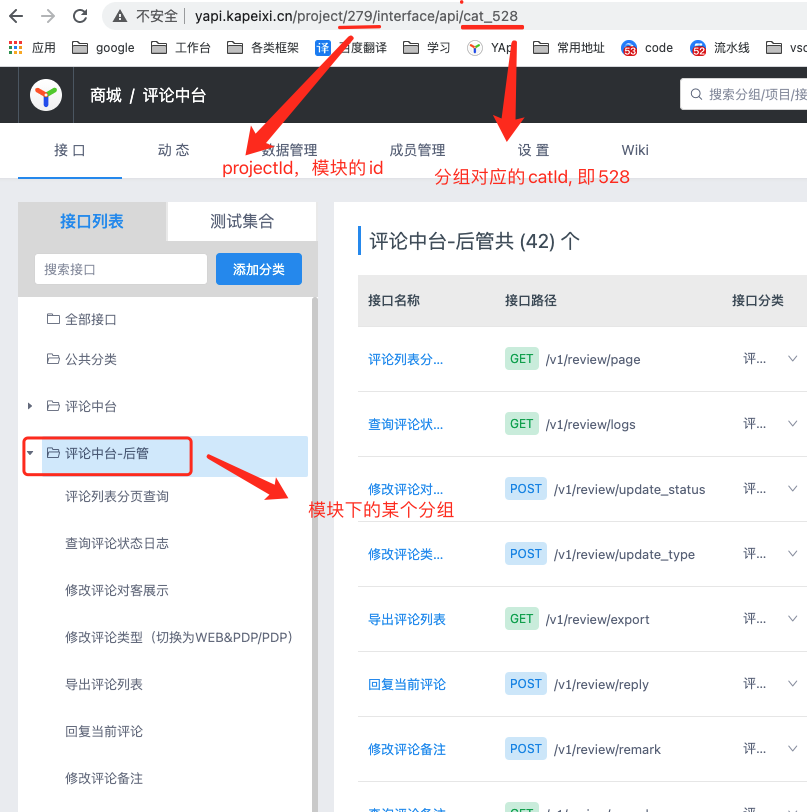 不安全 yapi.kapeixi.cn/project/279/interface/api/cat_528
应用 google 工作台 各类框架 译 百度翻译 学习 YApi 常用地址 53 code 52 流水线
商城 / 评论中台
搜索分组/项目/接
接口 动态 数据管理 成员管理 设置 Wiki
projectId，模块的id
分组对应的catId, 即528
接口列表 测试集合
搜索接口 添加分类
全部接口
公共分类
评论中台
评论中台-后管
模块下的某个分组
评论列表分页查询
查询评论状态日志
修改评论对客展示
修改评论类型（切换为WEB&PDP/PDP）
导出评论列表
回复当前评论
修改评论备注
评论中台-后管共 (42) 个
接口名称 接口路径 接口分类
评论列表分... GET /v1/review/page 评...
查询评论状... GET /v1/review/logs 评...
修改评论对... POST /v1/review/update_status 评...
修改评论类... POST /v1/review/update_type 评...
导出评论列表 GET /v1/review/export 评...
回复当前评论 POST /v1/review/reply 评...
修改评论备注 POST /v1/review/remark 评...